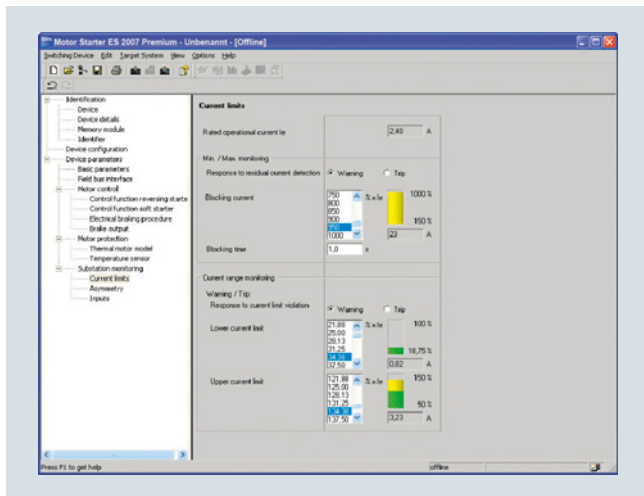 Motor Starter ES 2007 Premium - Unbenannt - [Offline]
Switching Device Edit Target System View Options Help
Identification
Device
Device details
Memory module
Identifier
Device configuration
Device parameters
Basic parameters
Field bus interface
Motor control
Control function reversing starte
Control function soft starter
Electrical braking procedure
Brake output
Motor protection
Thermal motor model
Temperature sensor
Substation monitoring
Current limits
Asymmetry
Inputs
Current limits
Rated operational current Ie 2,40 A
Min. / Max. monitoring
Response to residual current detection Warning Trip
Blocking current
750
800
850
900
950
1000
% x Ie
1000 %
150 %
23 A
Blocking time 1,0 s
Current range monitoring
Warning / Trip:
Response to current limit violation Warning Trip
Lower current limit
21,88
25,00
28,13
31,25
34,38
37,50
% x Ie
100 %
18,75 %
0,82 A
Upper current limit
121,88
125,00
128,13
131,25
134,38
137,50
% x Ie
150 %
50 %
3,23 A
Press F1 to get help offline